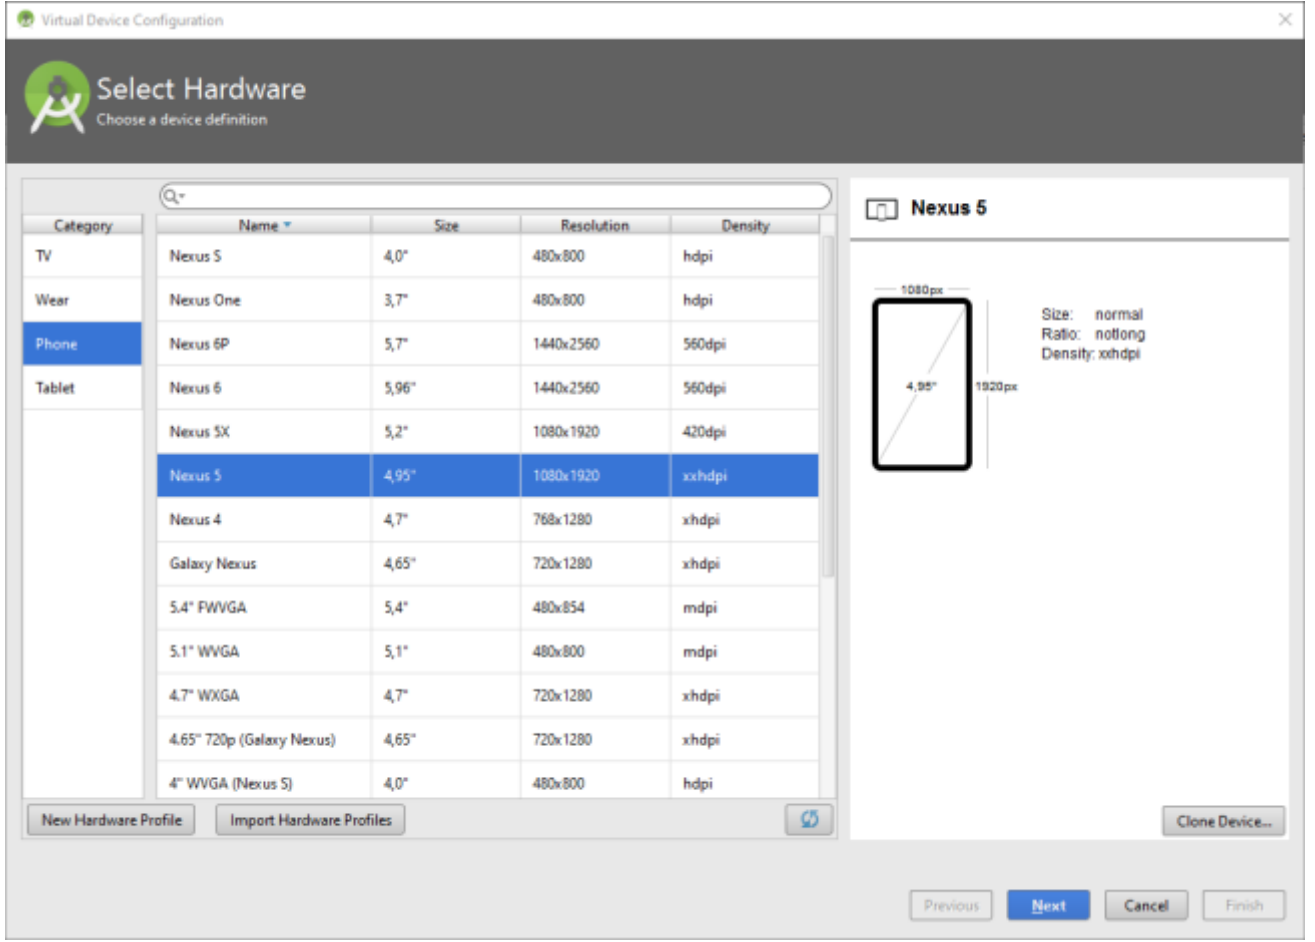 Virtual Device Configuration
Select Hardware
Choose a device definition
Category
TV
Wear
Phone
Tablet
Name Size Resolution Density
Nexus S 4,0" 480x800 hdpi
Nexus One 3,7" 480x800 hdpi
Nexus 6P 5,7" 1440x2560 560dpi
Nexus 6 5,96" 1440x2560 560dpi
Nexus 5X 5,2" 1080x1920 420dpi
Nexus 5 4,95" 1080x1920 xxhdpi
Nexus 4 4,7" 768x1280 xhdpi
Galaxy Nexus 4,65" 720x1280 xhdpi
5.4" FWVGA 5,4" 480x854 mdpi
5.1" WVGA 5,1" 480x800 mdpi
4.7" WXGA 4,7" 720x1280 xhdpi
4.65" 720p (Galaxy Nexus) 4,65" 720x1280 xhdpi
4" WVGA (Nexus S) 4,0" 480x800 hdpi
New Hardware Profile
Import Hardware Profiles
Nexus 5
1080px
4,95"
1920px
Size: normal
Ratio: notlong
Density: xxhdpi
Clone Device...
Previous
Next
Cancel
Finish